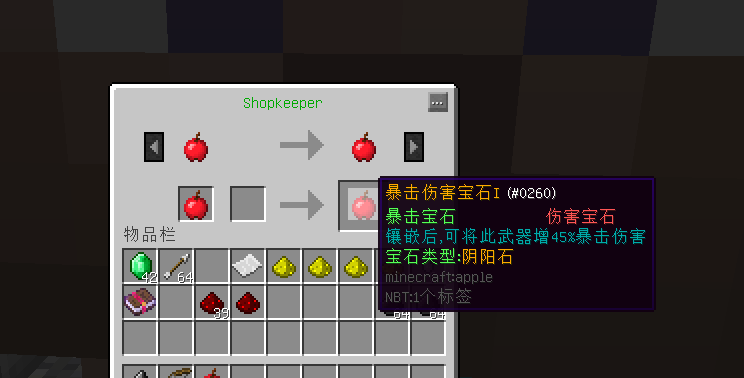 Shopkeeper
...
暴击伤害宝石I (#0260)
暴击宝石 伤害宝石
镶嵌后,可将此武器增45%暴击伤害
宝石类型:阴阳石
minecraft:apple
NBT:1个标签
物品栏
42 64
39 64 64